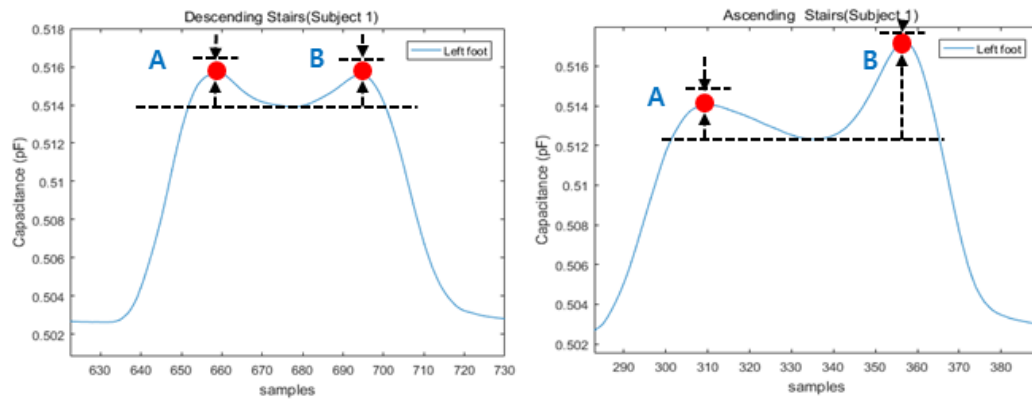 Descending Stairs(Subject 1)
0.518
0.516
0.514
0.512
0.51
0.508
0.506
0.504
0.502
Capacitance (pF)
A
B
Left foot
630 640 650 660 670 680 690 700 710 720 730
samples
Ascending Stairs(Subject 1)
0.516
0.514
0.512
0.51
0.508
0.506
0.504
0.502
Capacitance (pF)
A
B
Left foot
290 300 310 320 330 340 350 360 370 380
samples